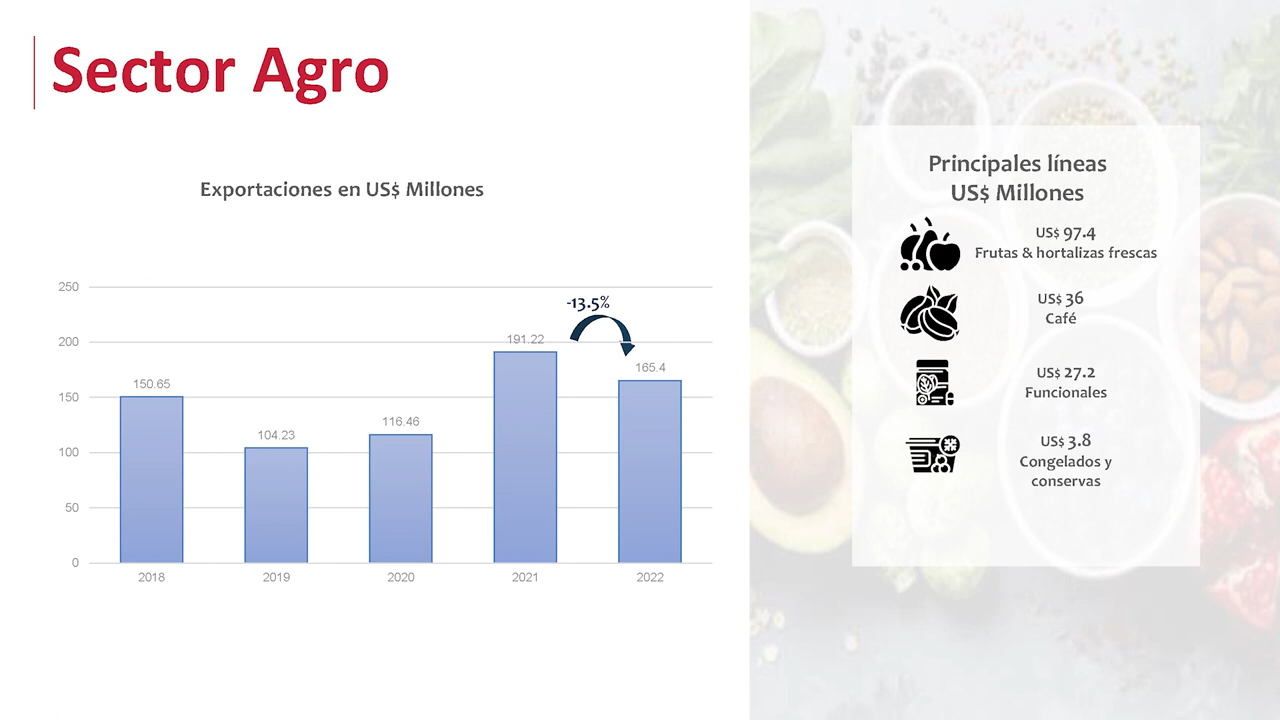 Sector Agro
Exportaciones en US$ Millones
250
200
150
100
50
0
150.65
104.23
116.46
191.22
165.4
-13.5%
2018
2019
2020
2021
2022
Principales líneas
US$ Millones
US$ 97.4
Frutas & hortalizas frescas
US$ 36
Café
US$ 27.2
Funcionales
US$ 3.8
Congelados y
conservas